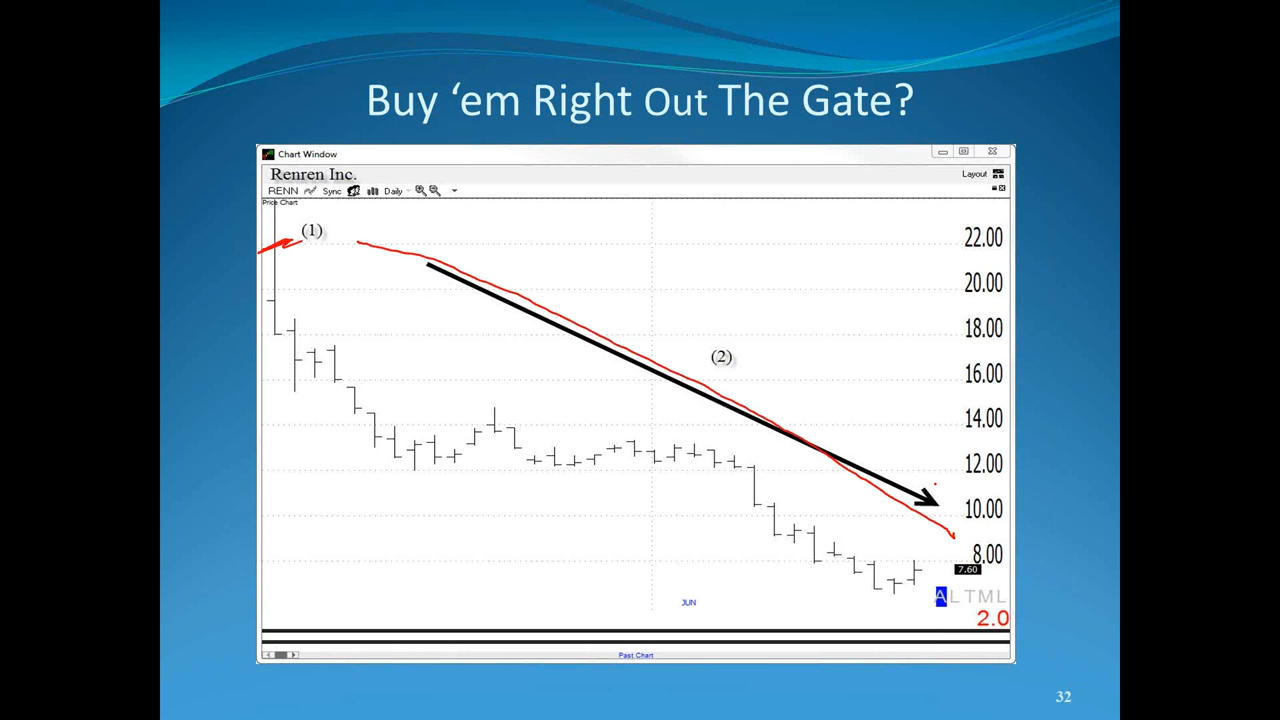 Buy ‘em Right Out The Gate?
Chart Window
Renren Inc.
Layout
RENN Sync Daily
Price Chart
(1)
22.00
20.00
18.00
(2)
16.00
14.00
12.00
10.00
8.00
7.60
A L T M L
JUN
2.0
Past Chart
32